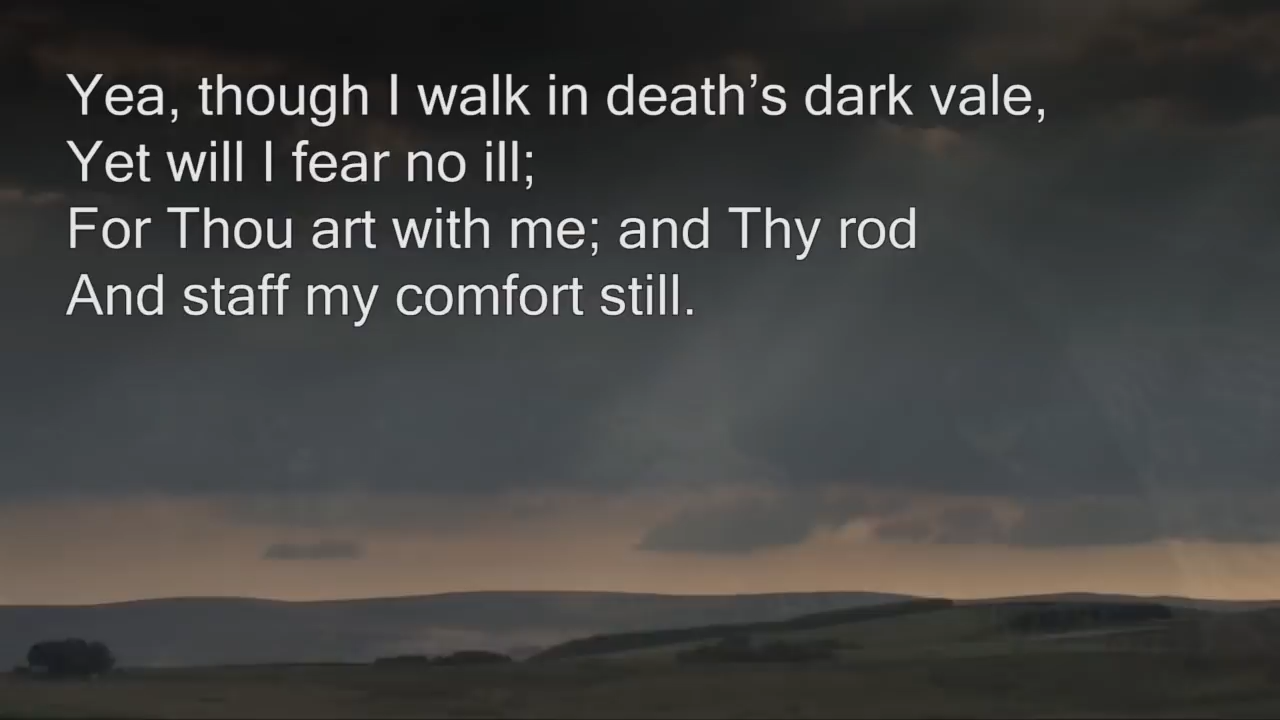 Yea, though I walk in death’s dark vale,
Yet will I fear no ill;
For Thou art with me; and Thy rod
And staff my comfort still.